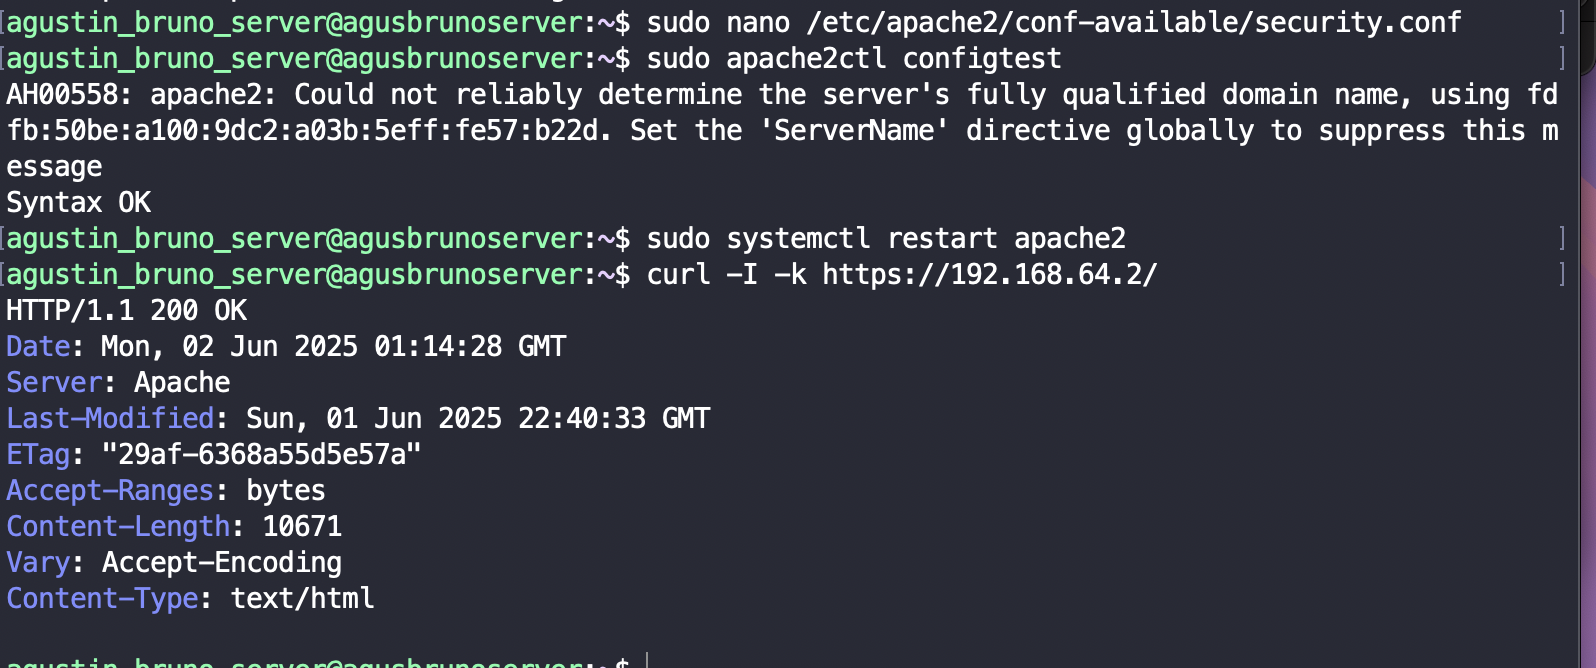 [agustin_bruno_server@agusbrunoserver:~$ sudo nano /etc/apache2/conf-available/security.conf ]
[agustin_bruno_server@agusbrunoserver:~$ sudo apache2ctl configtest ]
AH00558: apache2: Could not reliably determine the server's fully qualified domain name, using fd
fb:50be:a100:9dc2:a03b:5eff:fe57:b22d. Set the 'ServerName' directive globally to suppress this m
essage
Syntax OK
[agustin_bruno_server@agusbrunoserver:~$ sudo systemctl restart apache2 ]
[agustin_bruno_server@agusbrunoserver:~$ curl -I -k https://192.168.64.2/ ]
HTTP/1.1 200 OK
Date: Mon, 02 Jun 2025 01:14:28 GMT
Server: Apache
Last-Modified: Sun, 01 Jun 2025 22:40:33 GMT
ETag: "29af-6368a55d5e57a"
Accept-Ranges: bytes
Content-Length: 10671
Vary: Accept-Encoding
Content-Type: text/html
agustin_bruno_server@agusbrunoserver:~$